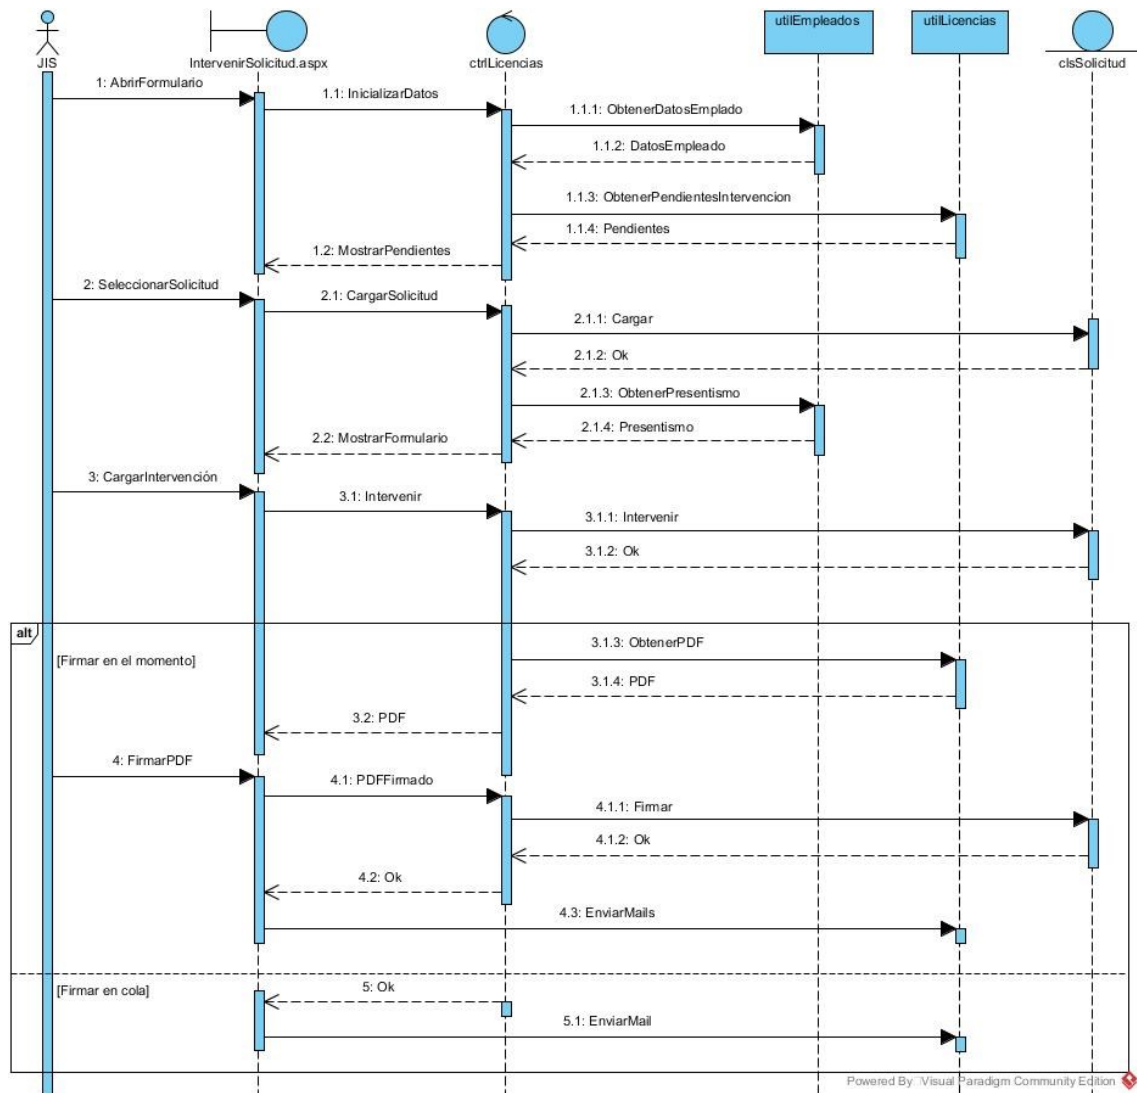 utilEmpleados
utilLicencias
JIS
IntervenirSolicitud.aspx
ctrlLicencias
clsSolicitud
1: AbrirFormulario
1.1: InicializarDatos
1.1.1: ObtenerDatosEmplado
1.1.2: DatosEmpleado
1.1.3: ObtenerPendientesIntervencion
1.1.4: Pendientes
1.2: MostrarPendientes
2: SeleccionarSolicitud
2.1: CargarSolicitud
2.1.1: Cargar
2.1.2: Ok
2.1.3: ObtenerPresentismo
2.1.4: Presentismo
2.2: MostrarFormulario
3: CargarIntervención
3.1: Intervenir
3.1.1: Intervenir
3.1.2: Ok
alt
[Firmar en el momento]
3.1.3: ObtenerPDF
3.1.4: PDF
3.2: PDF
4: FirmarPDF
4.1: PDFFirmado
4.1.1: Firmar
4.1.2: Ok
4.2: Ok
4.3: EnviarMails
[Firmar en cola]
5: Ok
5.1: EnviarMail
Powered By Visual Paradigm Community Edition